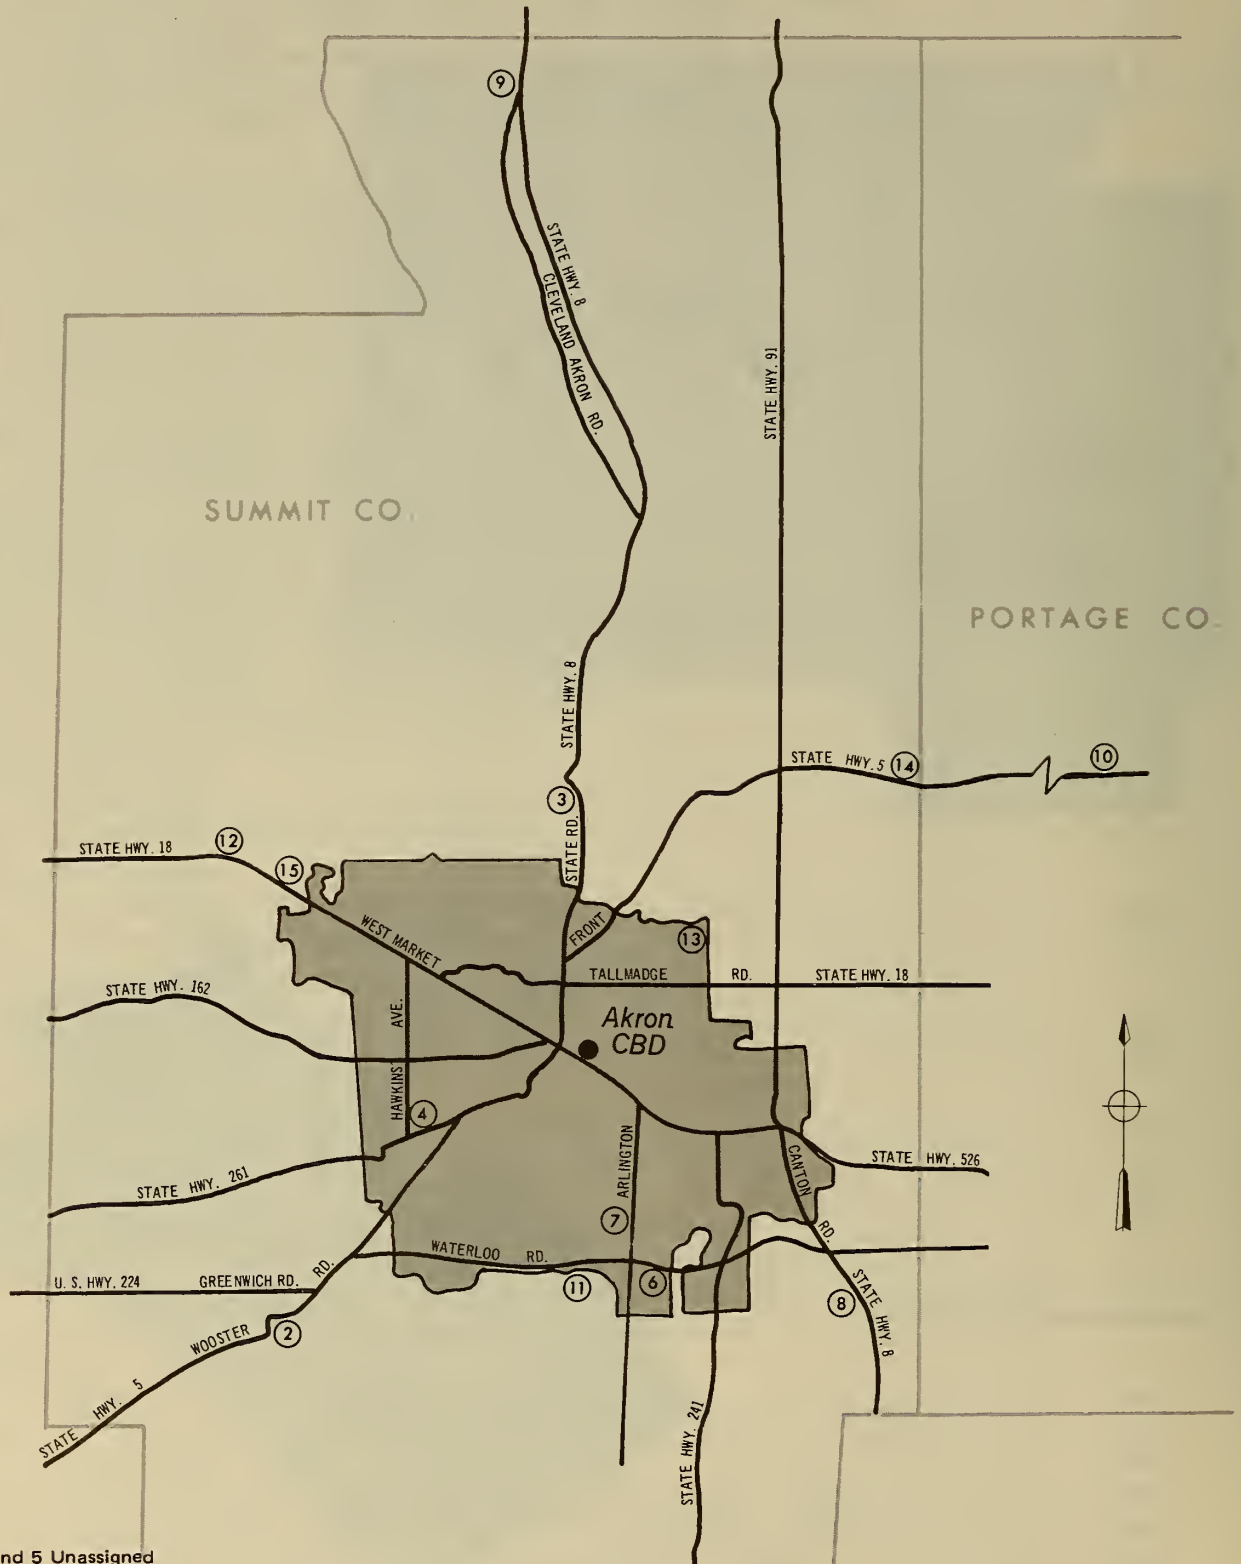 9
STATE HWY. 8
CLEVELAND AKRON RD.
STATE HWY. 91
SUMMIT CO.
PORTAGE CO.
STATE HWY. 8
STATE HWY. 5
14
10
3
STATE RD.
12
STATE HWY. 18
15
WEST MARKET
FRONT
13
TALLMADGE RD.
STATE HWY. 18
STATE HWY. 162
HAWKINS AVE.
Akron
CBD
4
ARLINGTON
CANTON RD.
STATE HWY. 526
STATE HWY. 261
7
WATERLOO RD.
U. S. HWY. 224
GREENWICH RD.
11
6
8
STATE HWY. 8
2
WOOSTER RD.
STATE HWY. 5
STATE HWY. 241
nd 5 Unassigned